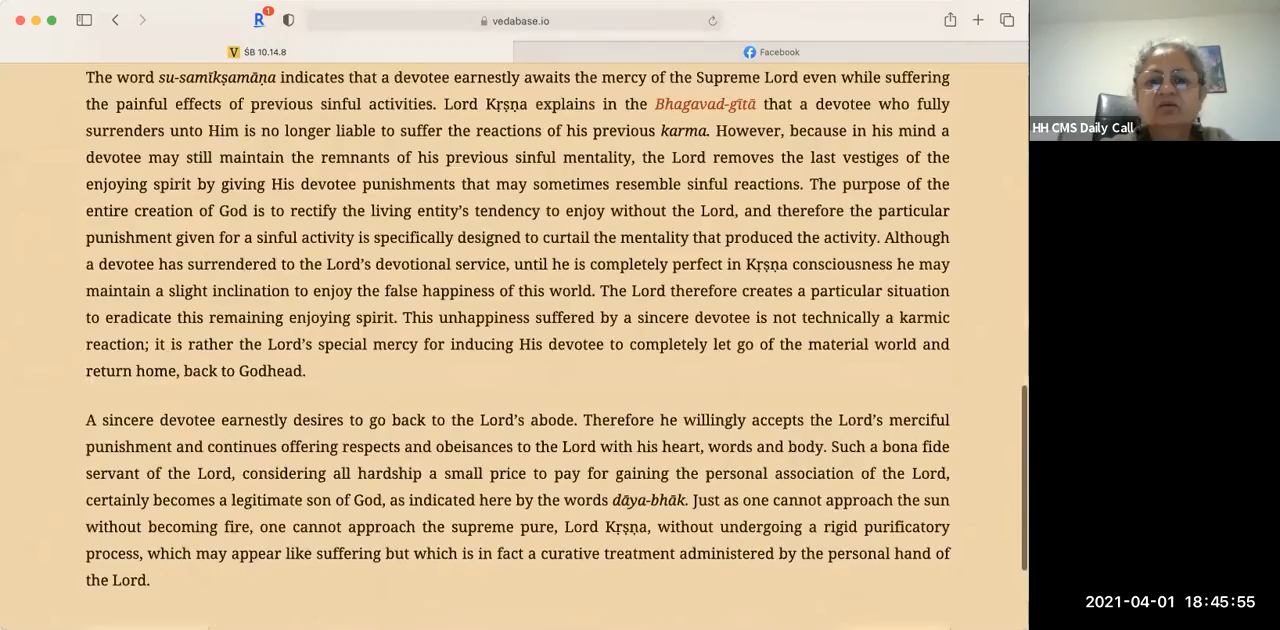 R 1
vedabase.io
V ŚB 10.14.8
Facebook
The word su-samīkṣamāṇa indicates that a devotee earnestly awaits the mercy of the Supreme Lord even while suffering
the painful effects of previous sinful activities. Lord Kṛṣṇa explains in the Bhagavad-gītā that a devotee who fully
surrenders unto Him is no longer liable to suffer the reactions of his previous karma. However, because in his mind a
devotee may still maintain the remnants of his previous sinful mentality, the Lord removes the last vestiges of the
enjoying spirit by giving His devotee punishments that may sometimes resemble sinful reactions. The purpose of the
entire creation of God is to rectify the living entity’s tendency to enjoy without the Lord, and therefore the particular
punishment given for a sinful activity is specifically designed to curtail the mentality that produced the activity. Although
a devotee has surrendered to the Lord’s devotional service, until he is completely perfect in Kṛṣṇa consciousness he may
maintain a slight inclination to enjoy the false happiness of this world. The Lord therefore creates a particular situation
to eradicate this remaining enjoying spirit. This unhappiness suffered by a sincere devotee is not technically a karmic
reaction; it is rather the Lord’s special mercy for inducing His devotee to completely let go of the material world and
return home, back to Godhead.
A sincere devotee earnestly desires to go back to the Lord’s abode. Therefore he willingly accepts the Lord’s merciful
punishment and continues offering respects and obeisances to the Lord with his heart, words and body. Such a bona fide
servant of the Lord, considering all hardship a small price to pay for gaining the personal association of the Lord,
certainly becomes a legitimate son of God, as indicated here by the words dāya-bhāk. Just as one cannot approach the sun
without becoming fire, one cannot approach the supreme pure, Lord Kṛṣṇa, without undergoing a rigid purificatory
process, which may appear like suffering but which is in fact a curative treatment administered by the personal hand of
the Lord.
HH CMS Daily Call
2021-04-01 18:45:55